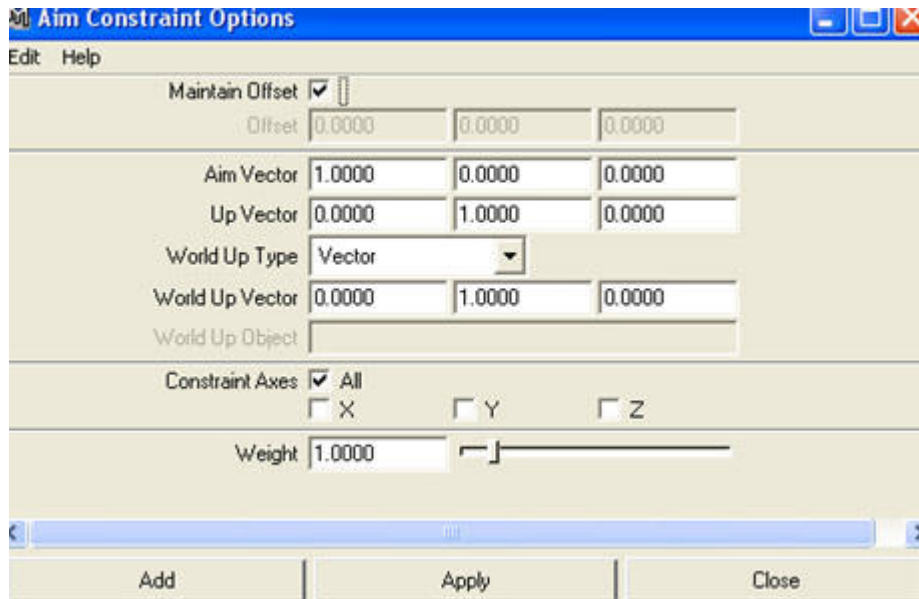 Aim Constraint Options
Edit Help
Maintain Offset
Offset 0.0000 0.0000 0.0000
Aim Vector 1.0000 0.0000 0.0000
Up Vector 0.0000 1.0000 0.0000
World Up Type Vector
World Up Vector 0.0000 1.0000 0.0000
World Up Object
Constraint Axes All
X Y Z
Weight 1.0000
Add Apply Close